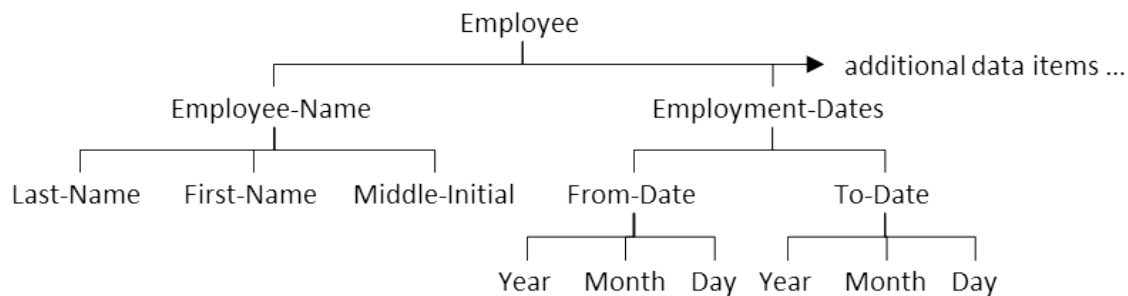 Employee
additional data items ...
Employee-Name Employment-Dates
Last-Name First-Name Middle-Initial From-Date To-Date
Year Month Day Year Month Day